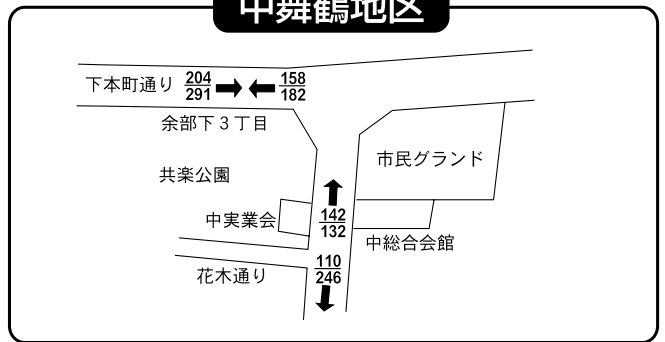 中舞鶴地区
下本町通り 204/291 158/182
余部下3丁目
市民グランド
共楽公園
中実業会 142/132
中総合会館
花木通り 110/246